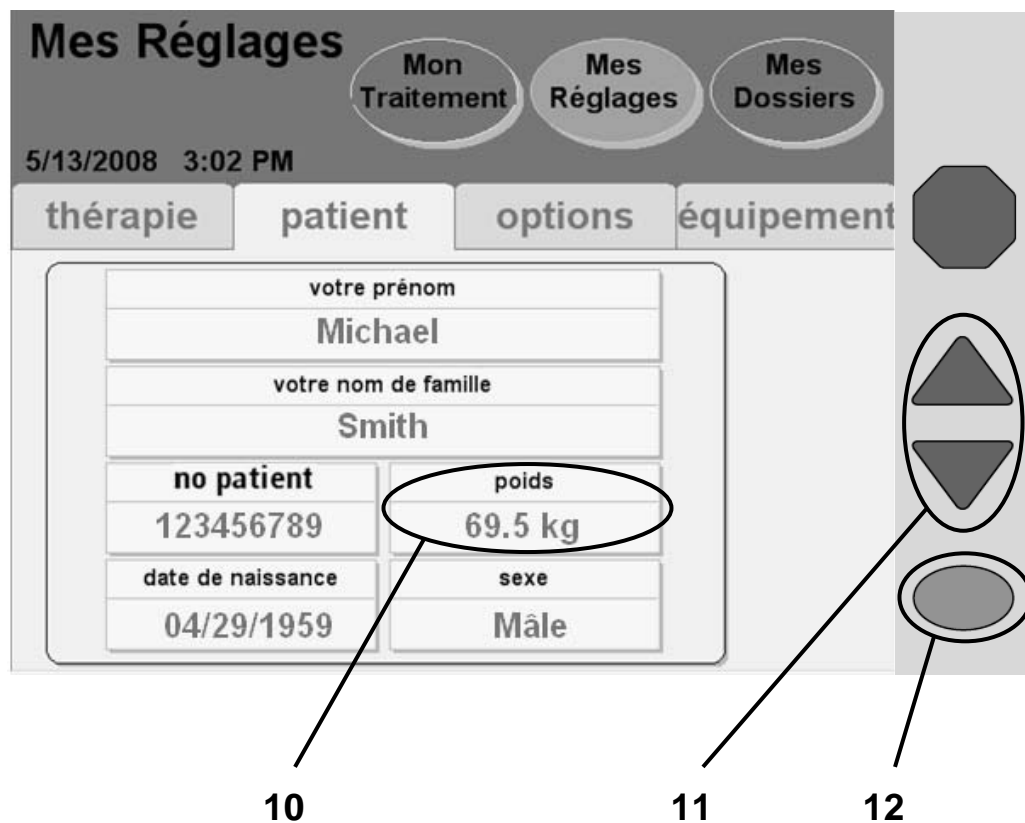 Mes Réglages
Mon
Traitement
Mes
Réglages
Mes
Dossiers
5/13/2008 3:02 PM
thérapie
patient
options
équipement
votre prénom
Michael
votre nom de famille
Smith
no patient
poids
123456789
69.5 kg
date de naissance
sexe
04/29/1959
Mâle
10
11
12